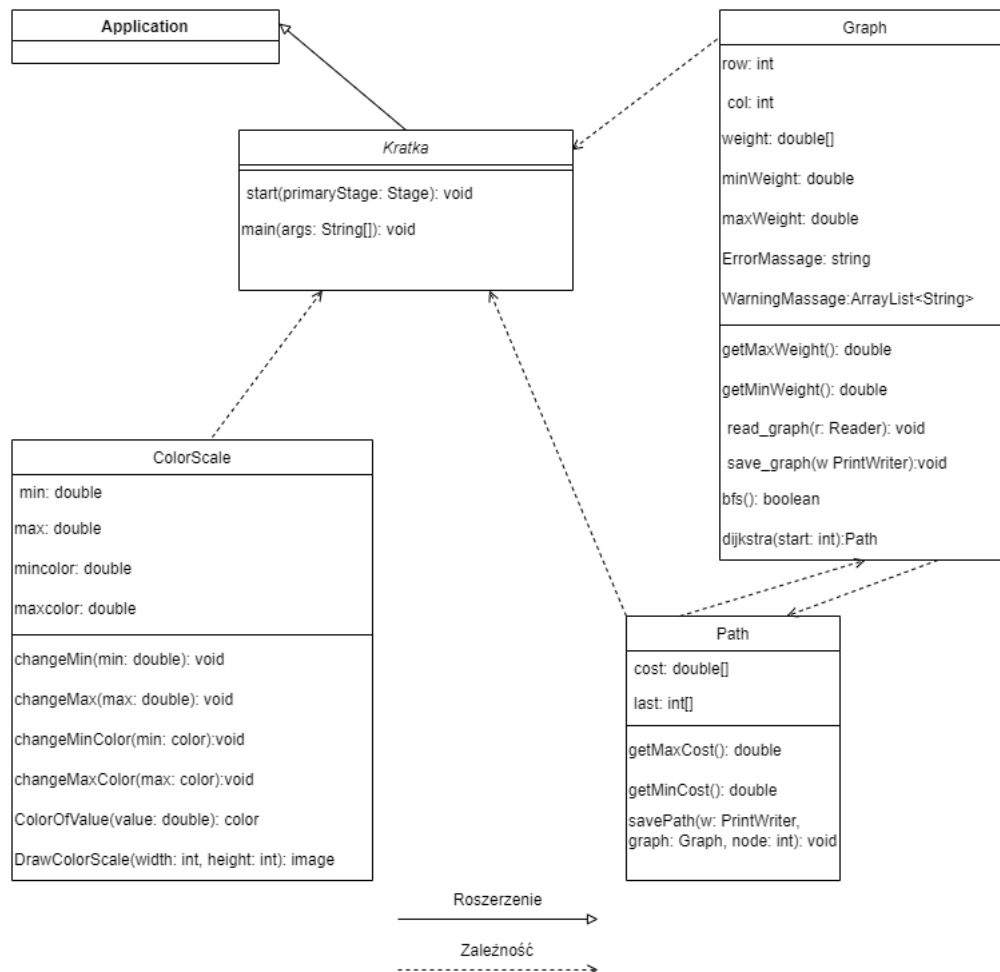 Application
Kratka
start(primaryStage: Stage): void
main(args: String[]): void
Graph
row: int
col: int
weight: double[]
minWeight: double
maxWeight: double
ErrorMassage: string
WarningMassage:ArrayList<String>
getMaxWeight(): double
getMinWeight(): double
read_graph(r: Reader): void
save_graph(w PrintWriter):void
bfs(): boolean
dijkstra(start: int):Path
ColorScale
min: double
max: double
mincolor: double
maxcolor: double
changeMin(min: double): void
changeMax(max: double): void
changeMinColor(min: color):void
changeMaxColor(max: color):void
ColorOfValue(value: double): color
DrawColorScale(width: int, height: int): image
Path
cost: double[]
last: int[]
getMaxCost(): double
getMinCost(): double
savePath(w: PrintWriter,
graph: Graph, node: int): void
Roszerzenie
Zależność